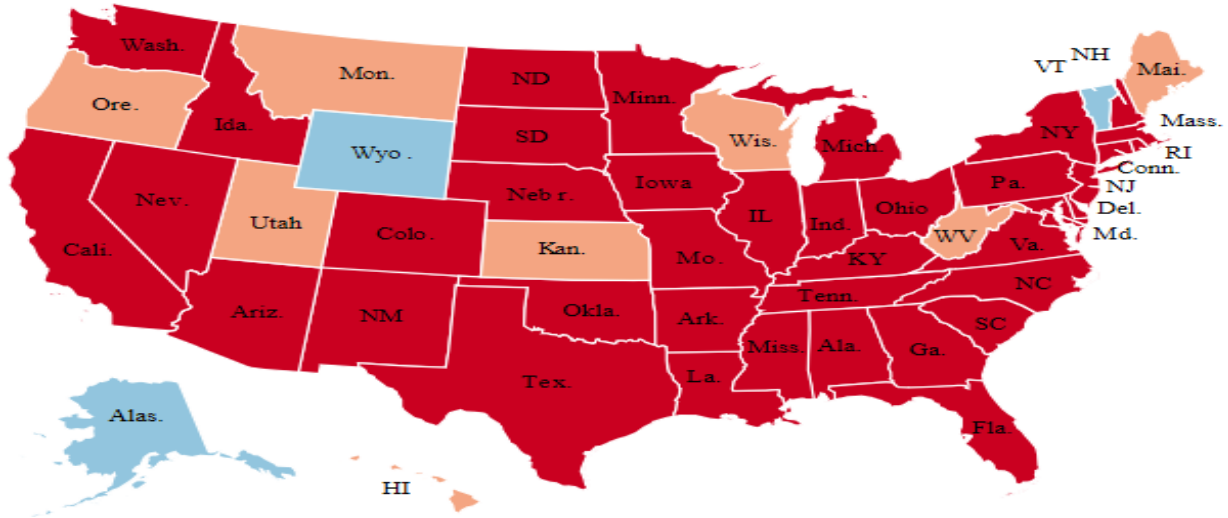 Wash.
Mon.
ND
Minn.
VT
NH
Mai.
Ore.
Ida.
Wyo .
SD
Wis.
Mich.
NY
Mass.
RI
Conn.
Nev.
Utah
Colo .
Neb r.
Iowa
IL
Ind.
Ohio
Pa.
NJ
Del.
Md.
Cali.
Kan.
Mo .
KY
WV
Va.
Ariz.
NM
Okla.
Ark.
Tenn.
NC
SC
Tex.
La.
Miss.
Ala.
Ga.
Fla.
Alas.
HI